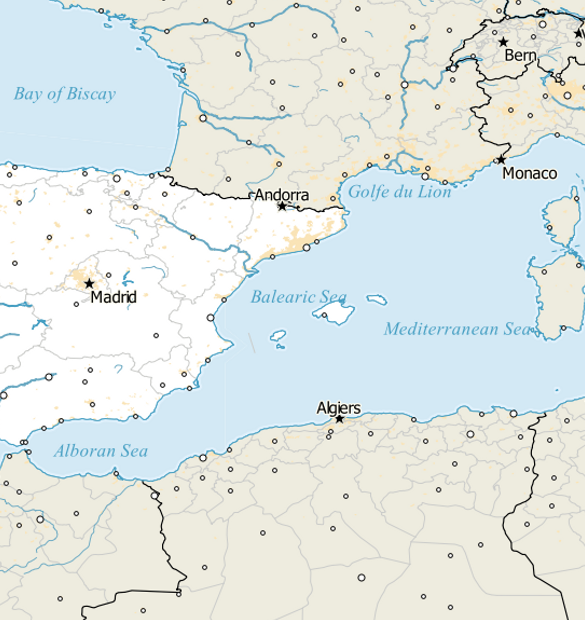 Bern
Bay of Biscay
Monaco
Andorra
Golfe du Lion
Madrid
Balearic Sea
Mediterranean Sea
Algiers
Alboran Sea